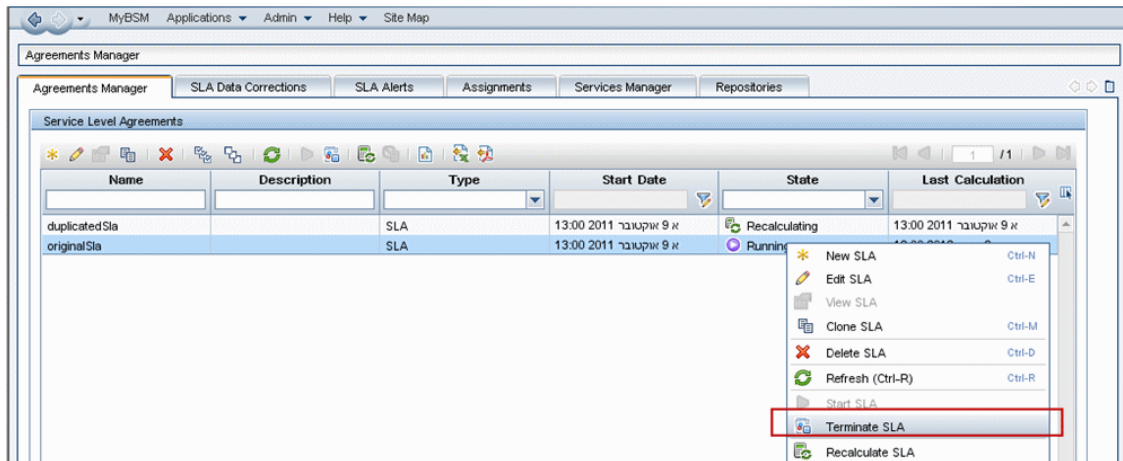 MyBSM Applications Admin Help Site Map
Agreements Manager
Agreements Manager SLA Data Corrections SLA Alerts Assignments Services Manager Repositories
Service Level Agreements
1 /1
Name Description Type Start Date State Last Calculation
duplicatedSla SLA א 9 אוקטובר 2011 13:00 Recalculating א 9 אוקטובר 2011 13:00
originalSla SLA א 9 אוקטובר 2011 13:00 Running
New SLA Ctrl-N
Edit SLA Ctrl-E
View SLA
Clone SLA Ctrl-M
Delete SLA Ctrl-D
Refresh (Ctrl-R) Ctrl-R
Start SLA
Terminate SLA
Recalculate SLA